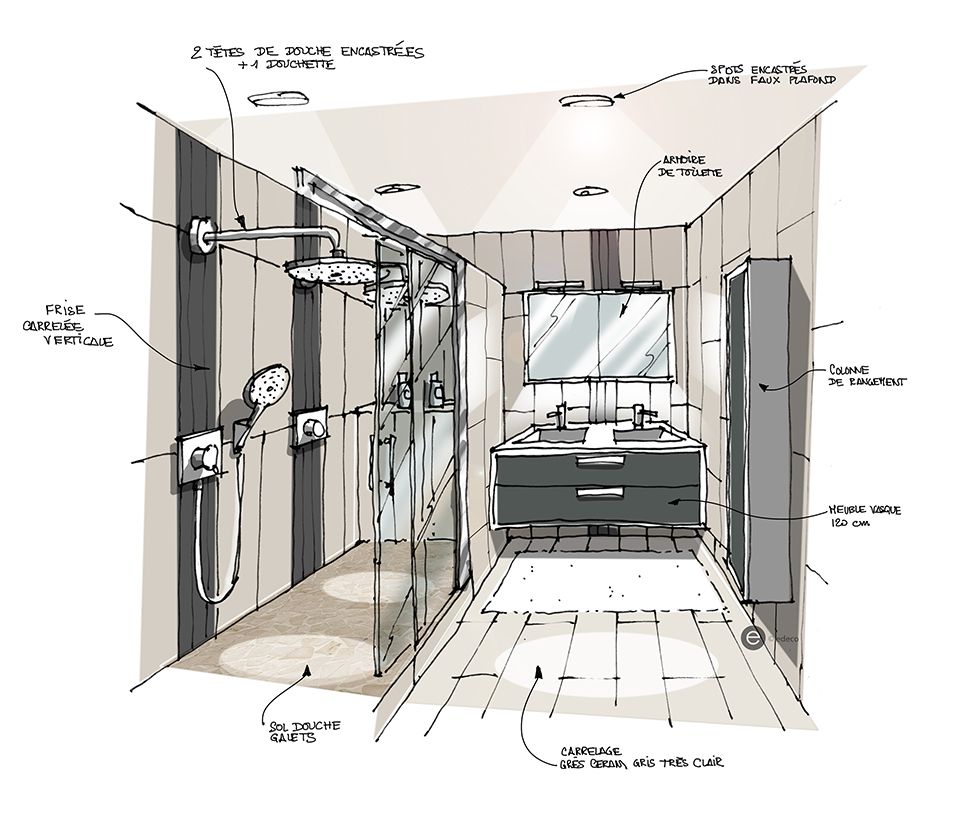 2 TÊTES DE DOUCHE ENCASTRÉES
+ 1 DOUCHETTE
SPOTS ENCASTRÉS
DANS FAUX PLAFOND
ARMOIRE
DE TOILETTE
FRISE
CARRELÉE
VERTICALE
COLONNE
DE RANGEMENT
MEUBLE VASQUE
120 cm
e © edeco
SOL DOUCHE
GALETS
CARRELAGE
GRÈS CERAM, GRIS TRÈS CLAIR